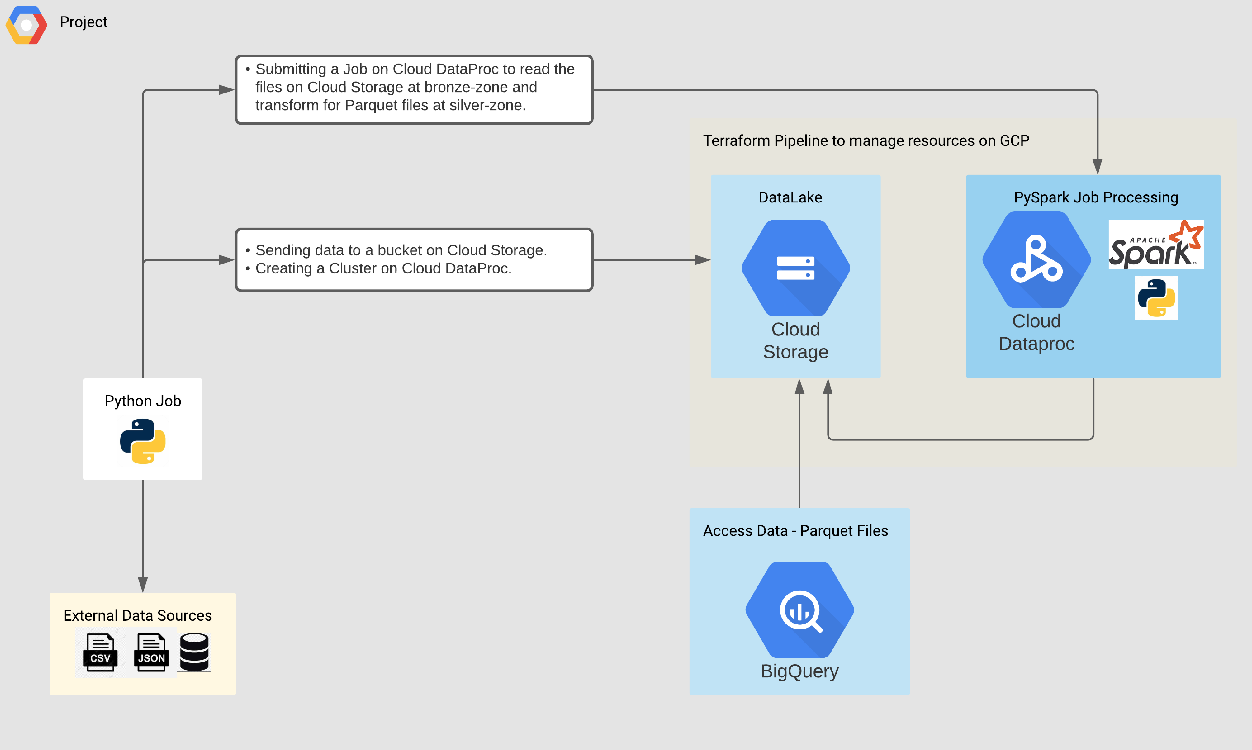 Project
• Submitting a Job on Cloud DataProc to read the
files on Cloud Storage at bronze-zone and
transform for Parquet files at silver-zone.
Terraform Pipeline to manage resources on GCP
DataLake
Cloud
Storage
PySpark Job Processing
APACHE
Spark
Cloud
Dataproc
• Sending data to a bucket on Cloud Storage.
• Creating a Cluster on Cloud DataProc.
Python Job
External Data Sources
CSV
JSON
Access Data - Parquet Files
BigQuery